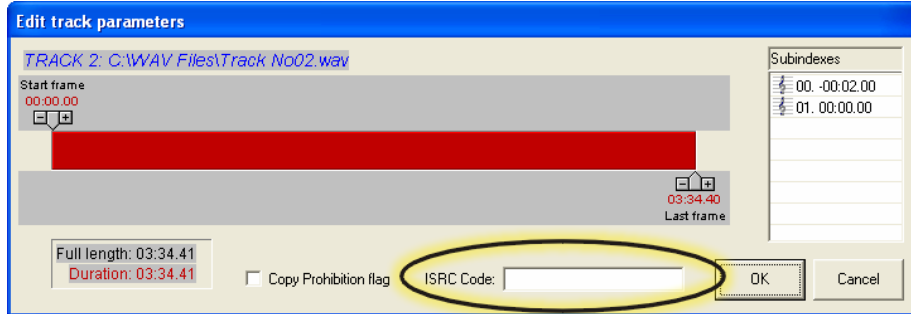 Edit track parameters
TRACK 2: C:\WAV Files\Track No02.wav
Subindexes
Start frame
00:00.00
00. -00:02.00
01. 00:00.00
03:34.40
Last frame
Full length: 03:34.41
Duration: 03:34.41
Copy Prohibition flag
ISRC Code:
OK
Cancel